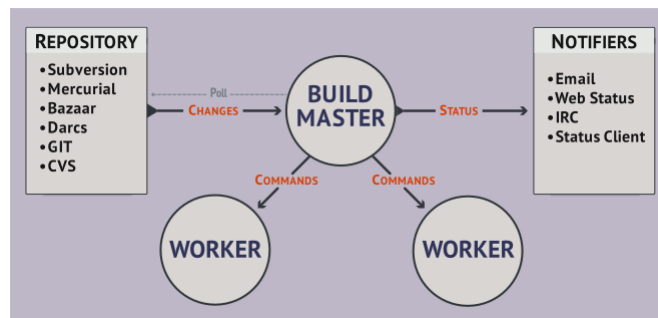 REPOSITORY
•Subversion
•Mercurial
•Bazaar
•Darcs
•GIT
•CVS
Poll
CHANGES
BUILD
MASTER
STATUS
NOTIFIERS
•Email
•Web Status
•IRC
•Status Client
COMMANDS
COMMANDS
WORKER
WORKER